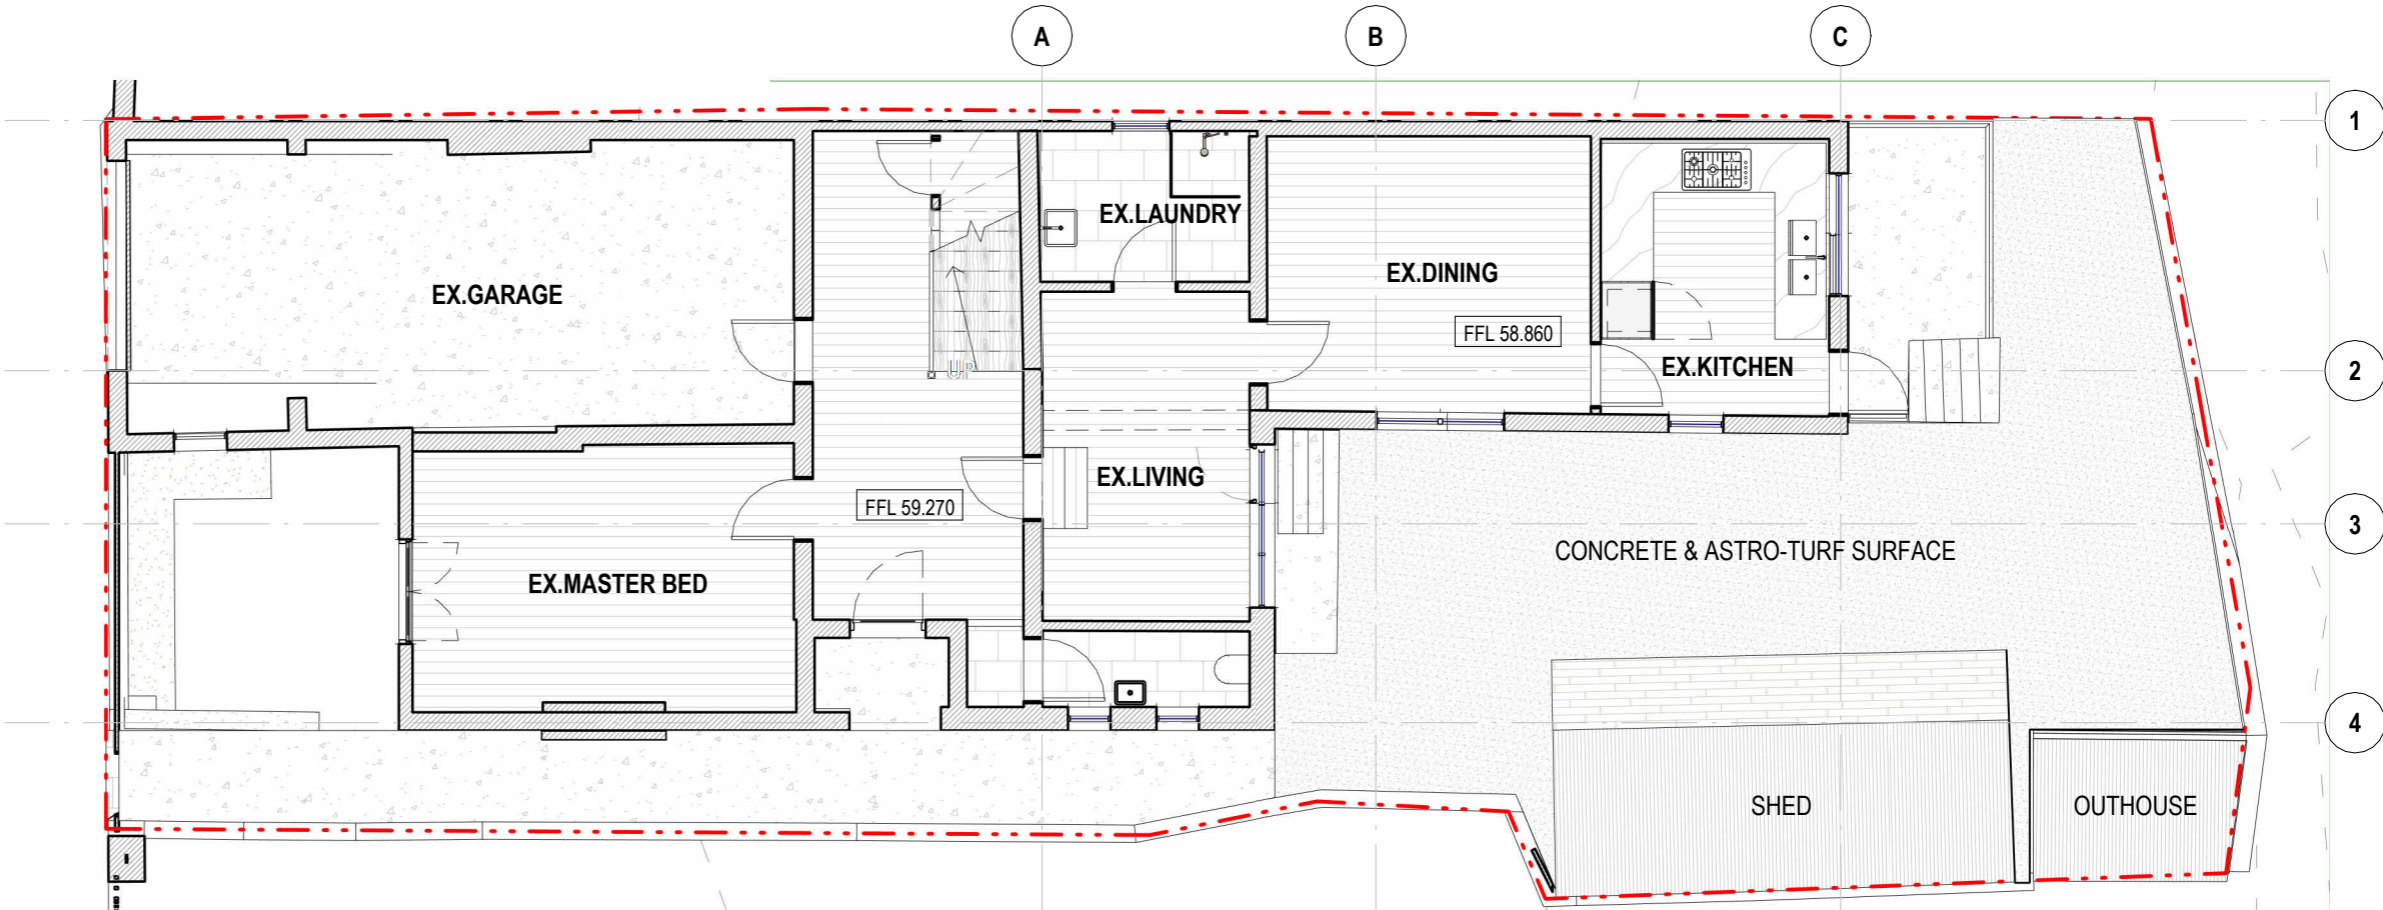 A
B
C
1
EX.LAUNDRY
EX.DINING
EX.GARAGE
FFL 58.860
UP
EX.KITCHEN
2
EX.LIVING
FFL 59.270
3
CONCRETE & ASTRO-TURF SURFACE
EX.MASTER BED
4
SHED
OUTHOUSE